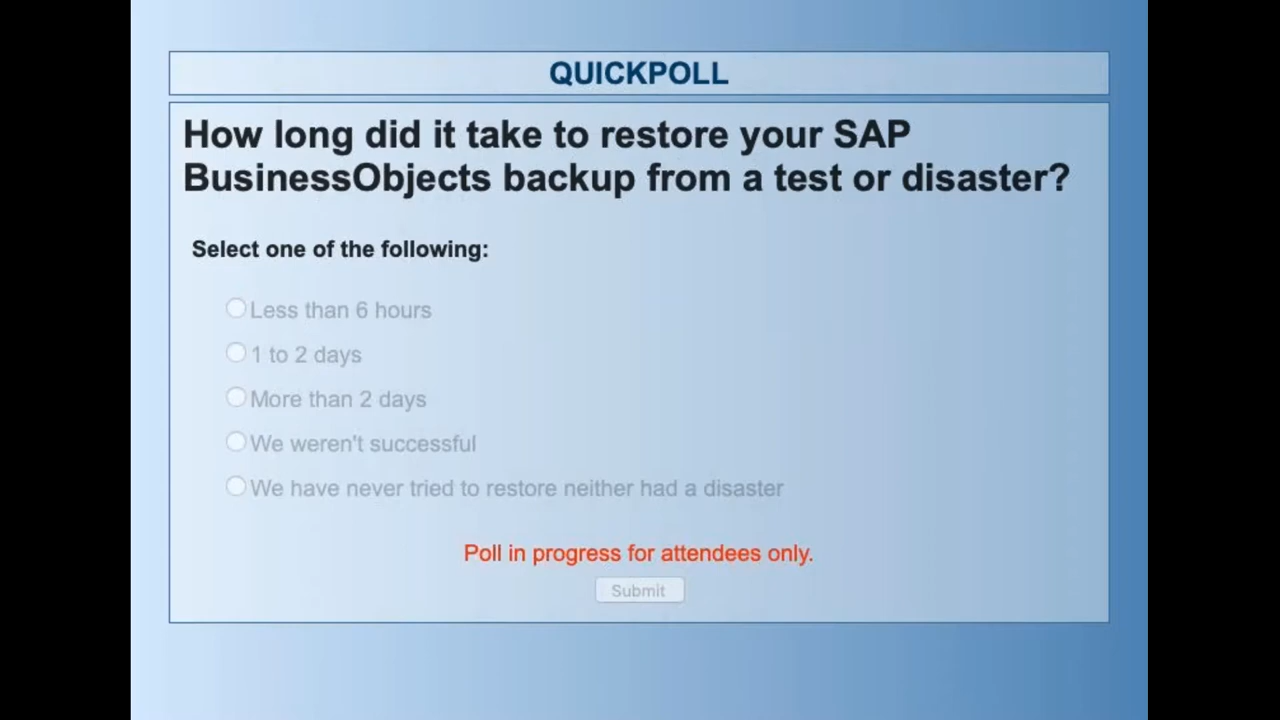 QUICKPOLL
How long did it take to restore your SAP
BusinessObjects backup from a test or disaster?
Select one of the following:
Less than 6 hours
1 to 2 days
More than 2 days
We weren't successful
We have never tried to restore neither had a disaster
Poll in progress for attendees only.
Submit